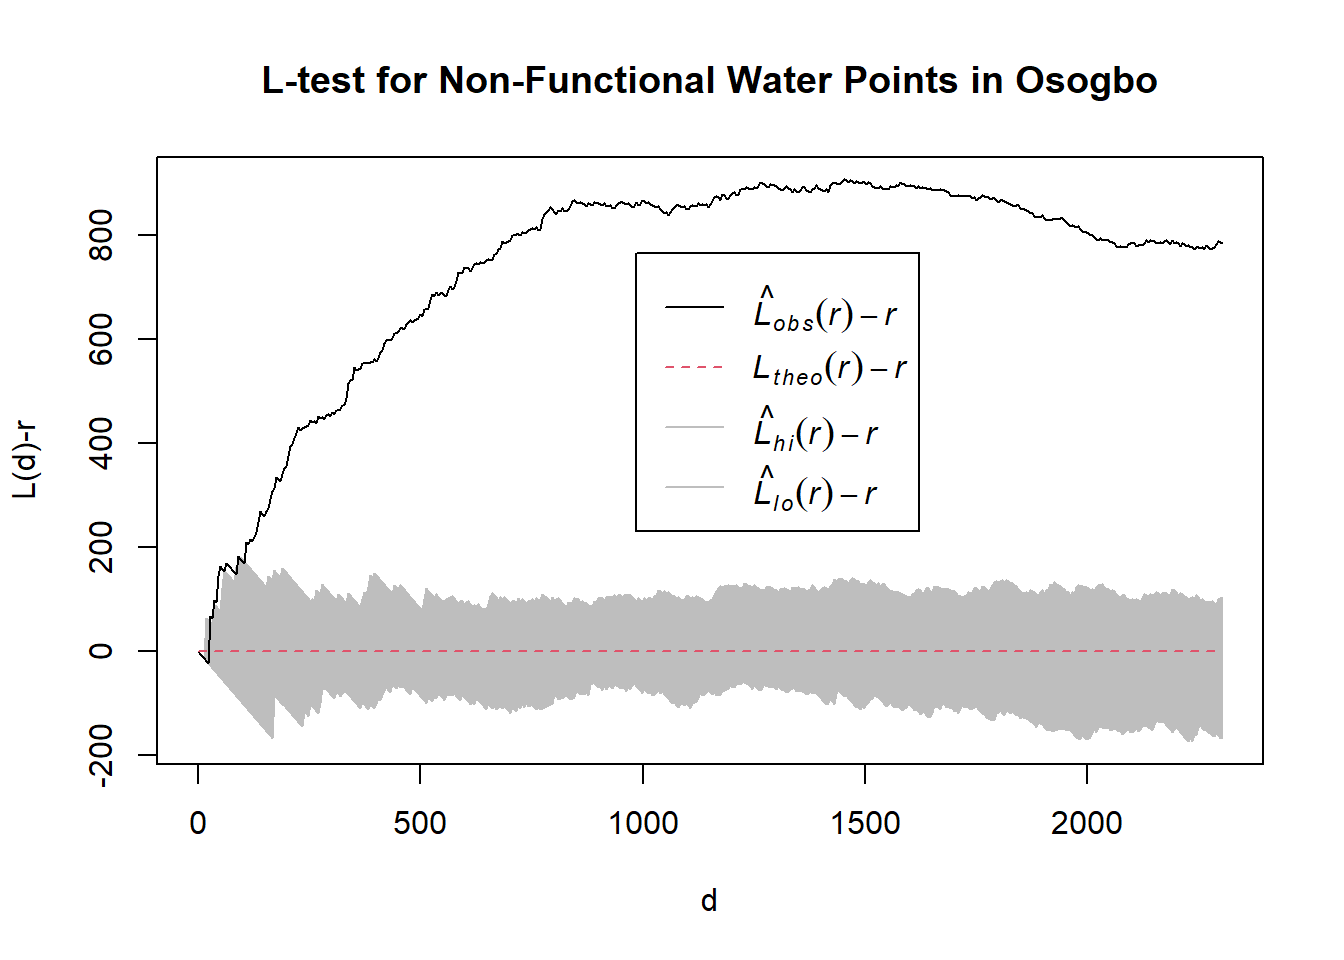 L-test for Non-Functional Water Points in Osogbo
L(d)-r
800
600
400
200
0
-200
L̂obs(r) − r
Ltheo(r) − r
L̂hi(r) − r
L̂lo(r) − r
0 500 1000 1500 2000
d